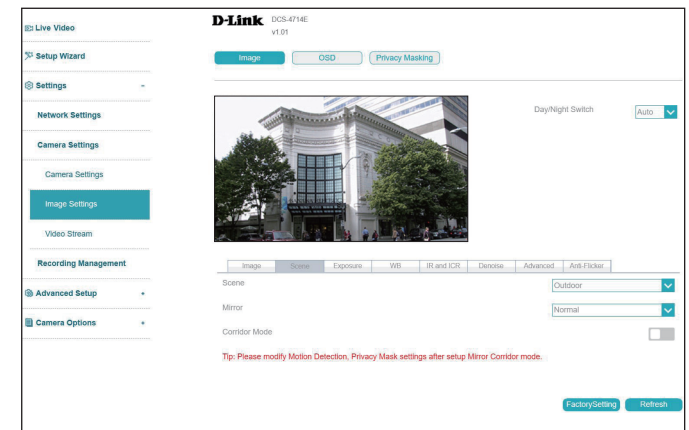 Live Video
Setup Wizard
Settings -
Network Settings
Camera Settings
Camera Settings
Image Settings
Video Stream
Recording Management
Advanced Setup +
Camera Options +
D-Link DCS-4714E
v1.01
Image OSD Privacy Masking
Day/Night Switch Auto
Image Scene Exposure WB IR and ICR Denoise Advanced Anti-Flicker
Scene Outdoor
Mirror Normal
Corridor Mode
Tip: Please modify Motion Detection, Privacy Mask settings after setup Mirror Corridor mode.
FactorySetting Refresh